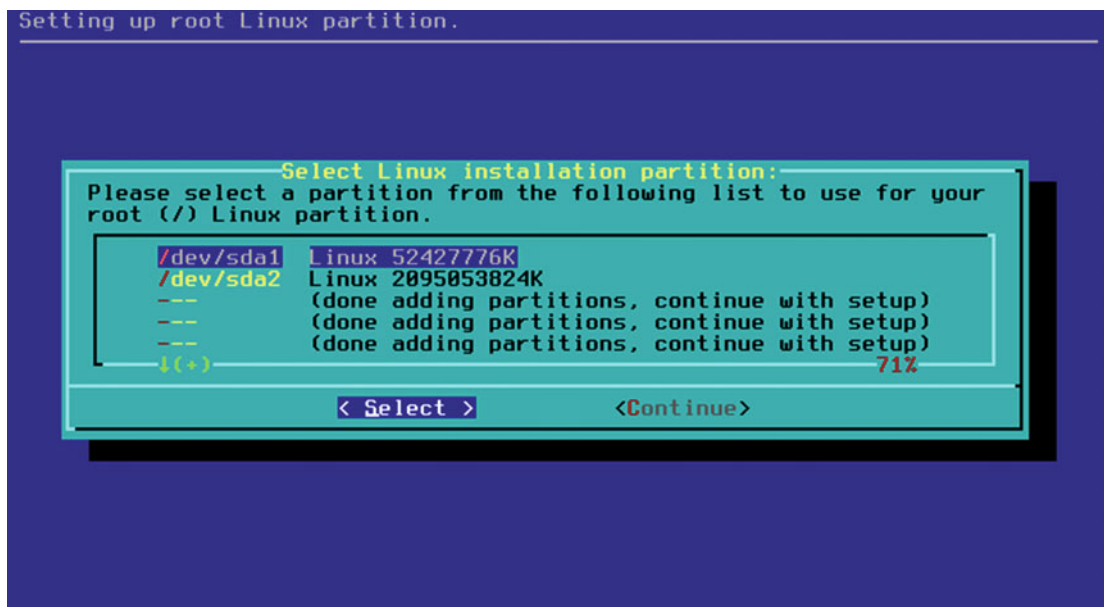 Setting up root Linux partition.
Select Linux installation partition:
Please select a partition from the following list to use for your
root (/) Linux partition.
/dev/sda1 Linux 52427776K
/dev/sda2 Linux 2095053824K
--- (done adding partitions, continue with setup)
--- (done adding partitions, continue with setup)
--- (done adding partitions, continue with setup)
↓(+) 71%
< Select > <Continue>